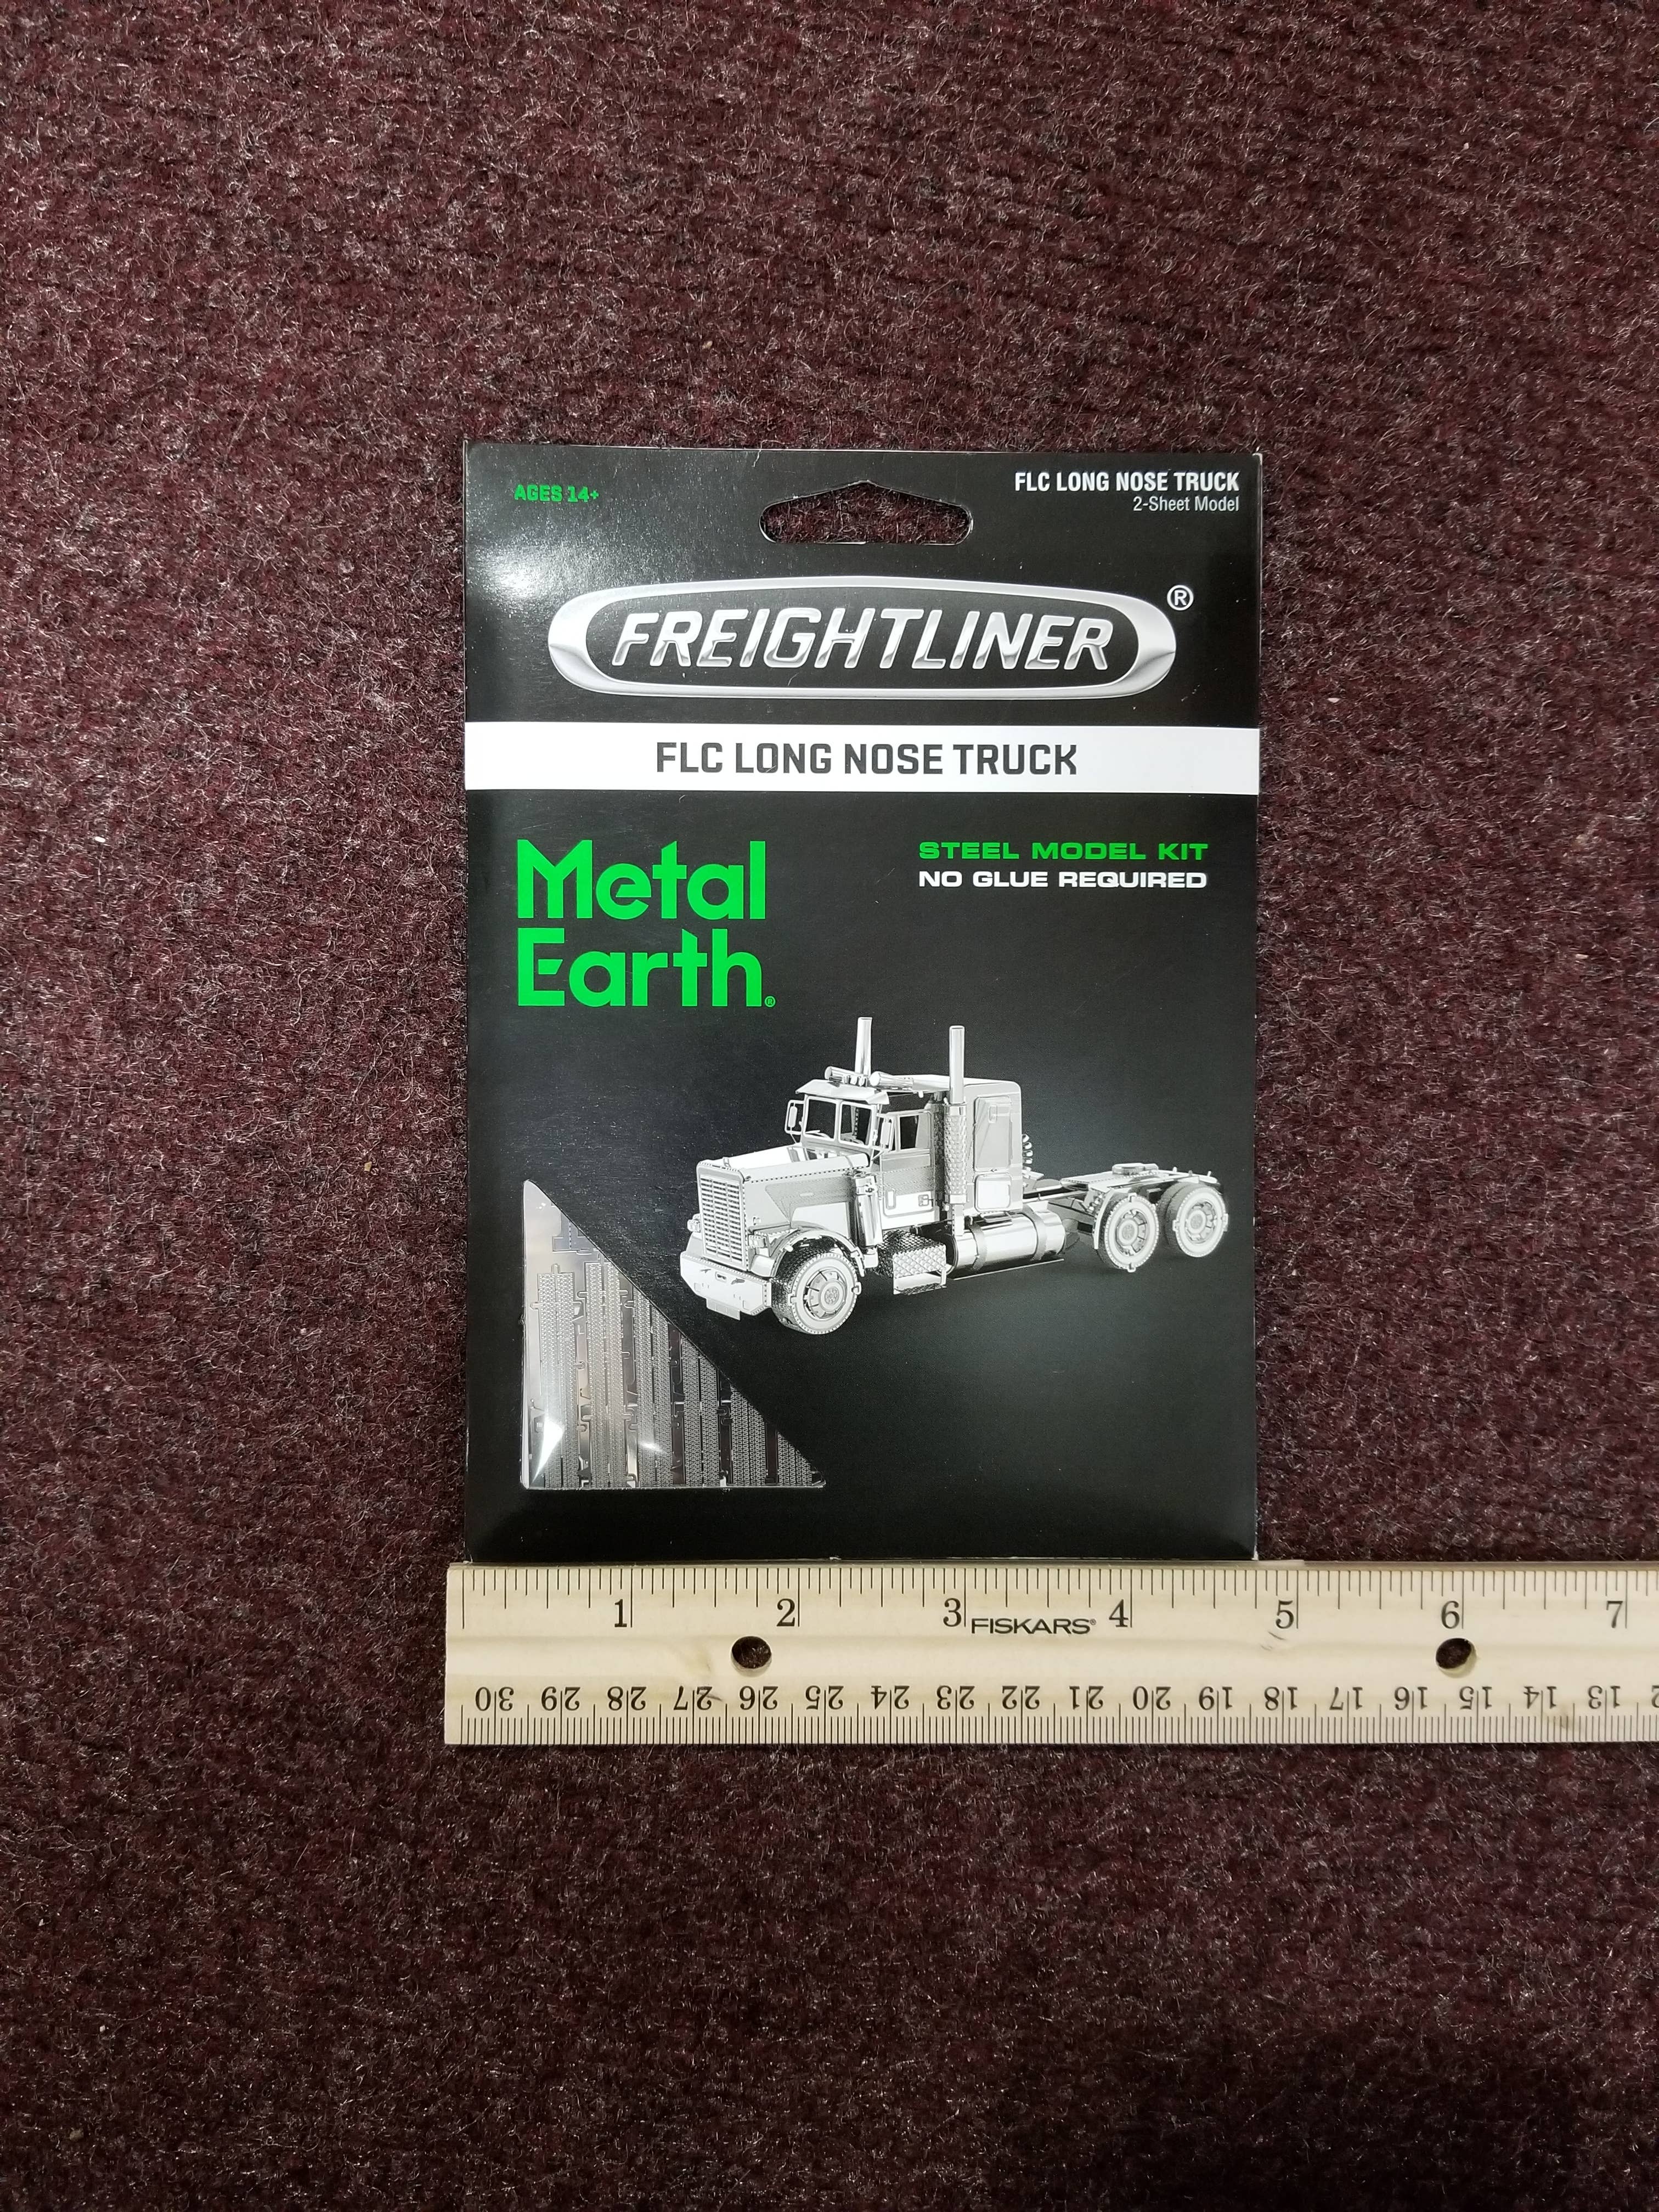 AGES 14+
FLC LONG NOSE TRUCK
2-Sheet Model
FREIGHTLINER ®
FLC LONG NOSE TRUCK
Metal
Earth®
STEEL MODEL KIT
NO GLUE REQUIRED
1 2 3 FISKARS® 4 5 6 7
30 29 28 27 26 25 24 23 22 21 20 19 18 17 16 15 14 13